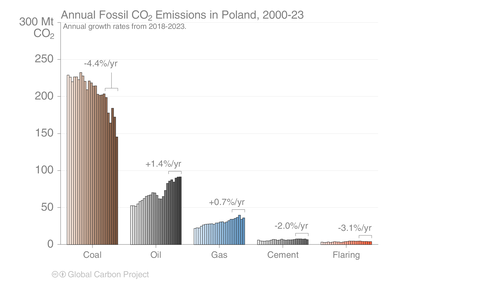 Annual Fossil CO₂ Emissions in Poland, 2000-23
300 Mt
CO₂
Annual growth rates from 2018-2023.
-4.4%/yr
250
200
150
+1.4%/yr
100
+0.7%/yr
50
-2.0%/yr
-3.1%/yr
0
Coal
Oil
Gas
Cement
Flaring
Global Carbon Project